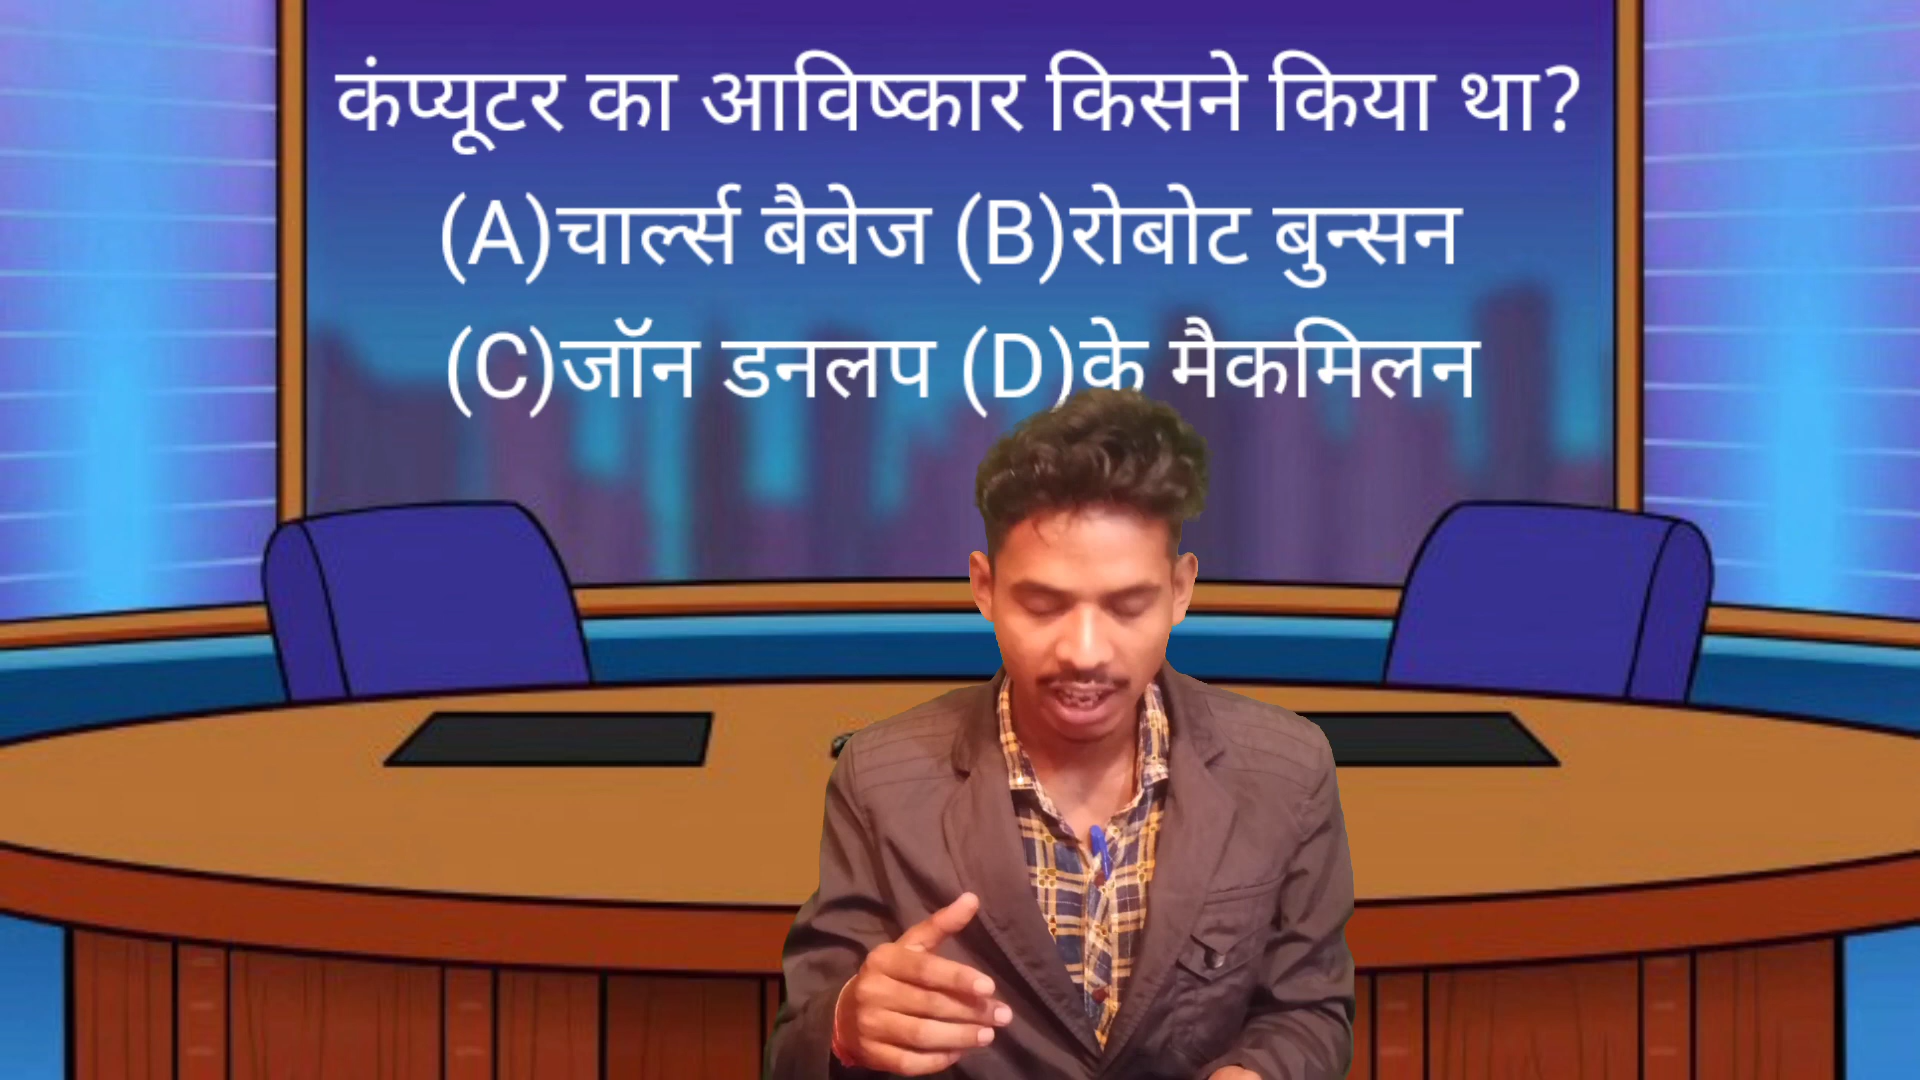 कंप्यूटर का आविष्कार किसने किया था?
(A)चार्ल्स बैबेज (B)रोबोट बुन्सन
(C)जॉन डनलप (D)के मैकमिलन